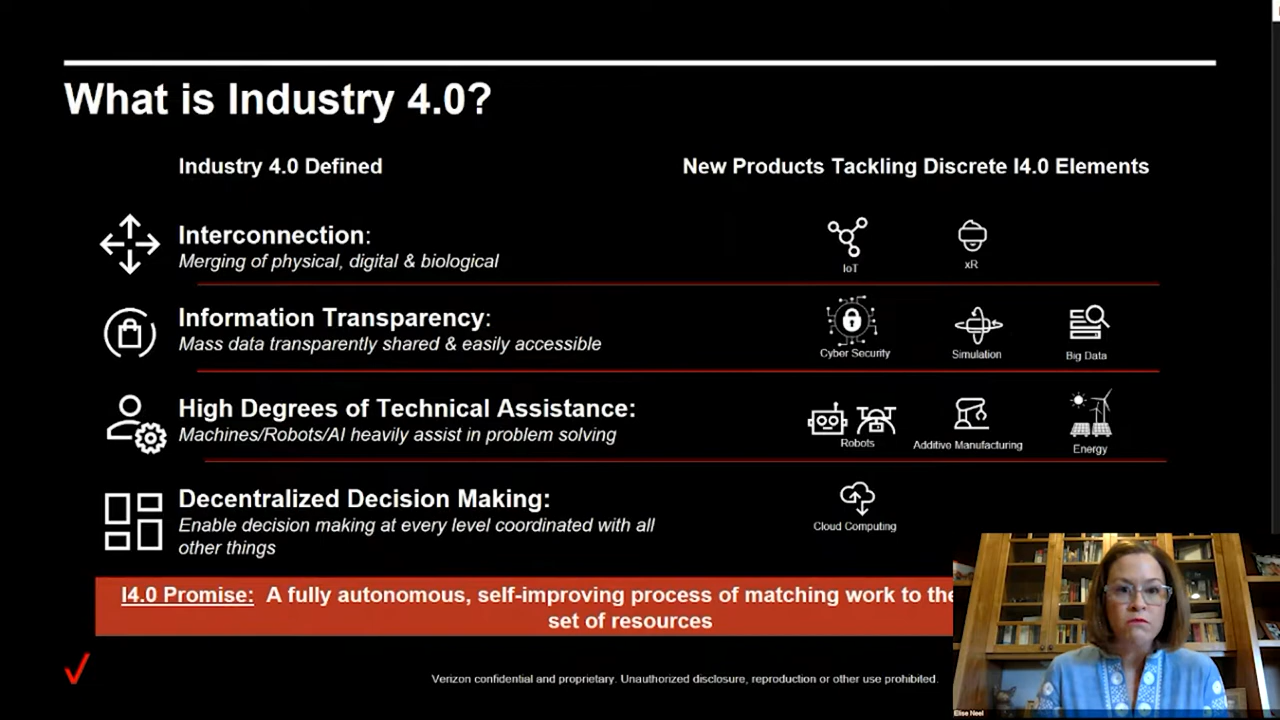 What is Industry 4.0?
Industry 4.0 Defined
New Products Tackling Discrete I4.0 Elements
Interconnection:
Merging of physical, digital & biological
IoT
xR
Information Transparency:
Mass data transparently shared & easily accessible
Cyber Security
Simulation
Big Data
High Degrees of Technical Assistance:
Machines/Robots/AI heavily assist in problem solving
Robots
Additive Manufacturing
Energy
Decentralized Decision Making:
Enable decision making at every level coordinated with all
other things
Cloud Computing
I4.0 Promise: A fully autonomous, self-improving process of matching work to the
set of resources
Verizon confidential and proprietary. Unauthorized disclosure, reproduction or other use prohibited.
Elise Neel